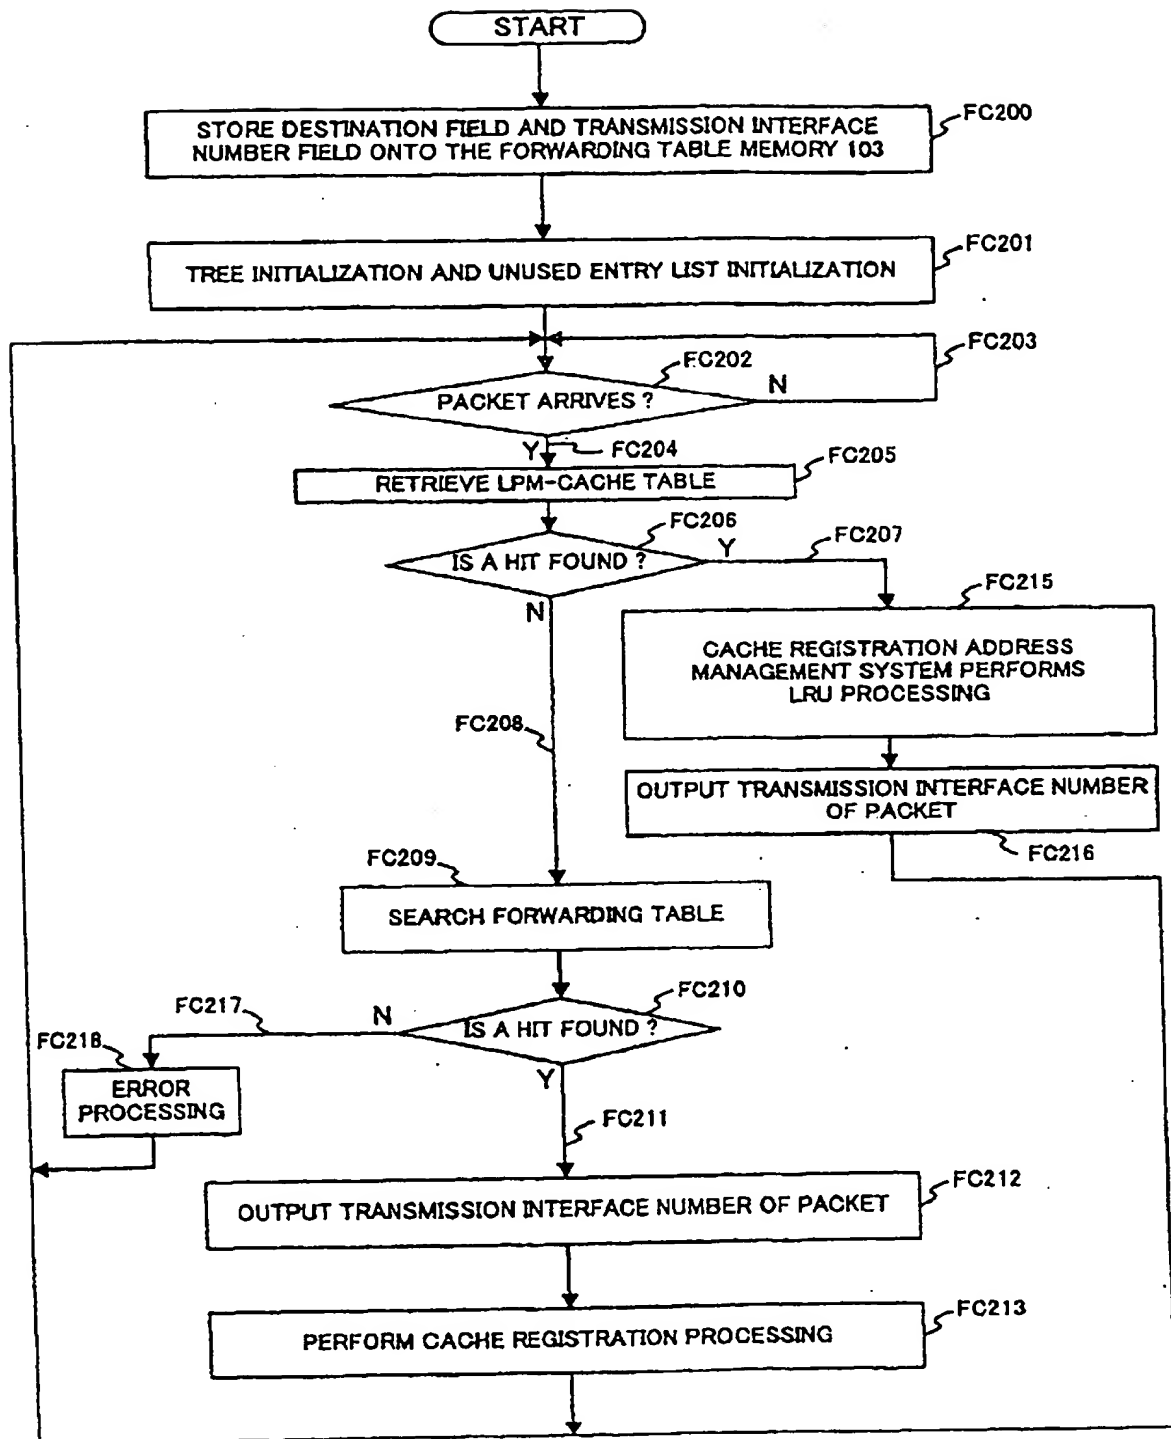 START
FC200
STORE DESTINATION FIELD AND TRANSMISSION INTERFACE
NUMBER FIELD ONTO THE FORWARDING TABLE MEMORY 103
FC201
TREE INITIALIZATION AND UNUSED ENTRY LIST INITIALIZATION
FC203
FC202
N
PACKET ARRIVES ?
Y
FC204
FC205
RETRIEVE LPM-CACHE TABLE
FC206
FC207
Y
IS A HIT FOUND ?
N
FC215
CACHE REGISTRATION ADDRESS
MANAGEMENT SYSTEM PERFORMS
LRU PROCESSING
FC208
OUTPUT TRANSMISSION INTERFACE NUMBER
OF PACKET
FC216
FC209
SEARCH FORWARDING TABLE
FC217
N
FC210
IS A HIT FOUND ?
FC218
Y
ERROR
PROCESSING
FC211
FC212
OUTPUT TRANSMISSION INTERFACE NUMBER OF PACKET
FC213
PERFORM CACHE REGISTRATION PROCESSING